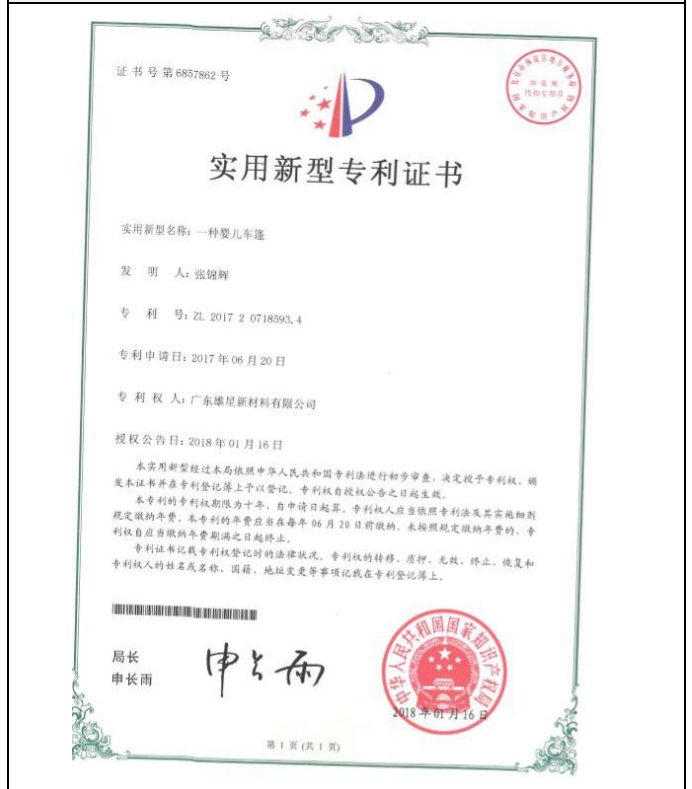 证书号第6857862号
实用新型专利证书
实用新型名称：一种婴儿车篷
发 明 人：张锦辉
专 利 号：ZL 2017 2 0718593.4
专利申请日：2017年06月20日
专 利 权 人：广东雄星新材料有限公司
授权公告日：2018年01月16日
本实用新型经过本局依照中华人民共和国专利法进行初步审查，决定授予专利权，颁
发本证书并在专利登记簿上予以登记。专利权自授权公告之日起生效。
本专利的专利权期限为十年，自申请日起算。专利权人应当依照专利法及其实施细则
规定缴纳年费。本专利的年费应当在每年06月20日前缴纳。未按照规定缴纳年费的，专
利权自应当缴纳年费期满之日起终止。
专利证书记载专利权登记时的法律状况。专利权的转移、质押、无效、终止、恢复和
专利权人的姓名或名称、国籍、地址变更等事项记载在专利登记簿上。
局长
申长雨
申长雨
中华人民共和国国家知识产权局
2018年01月16日
第 1 页 (共 1 页)